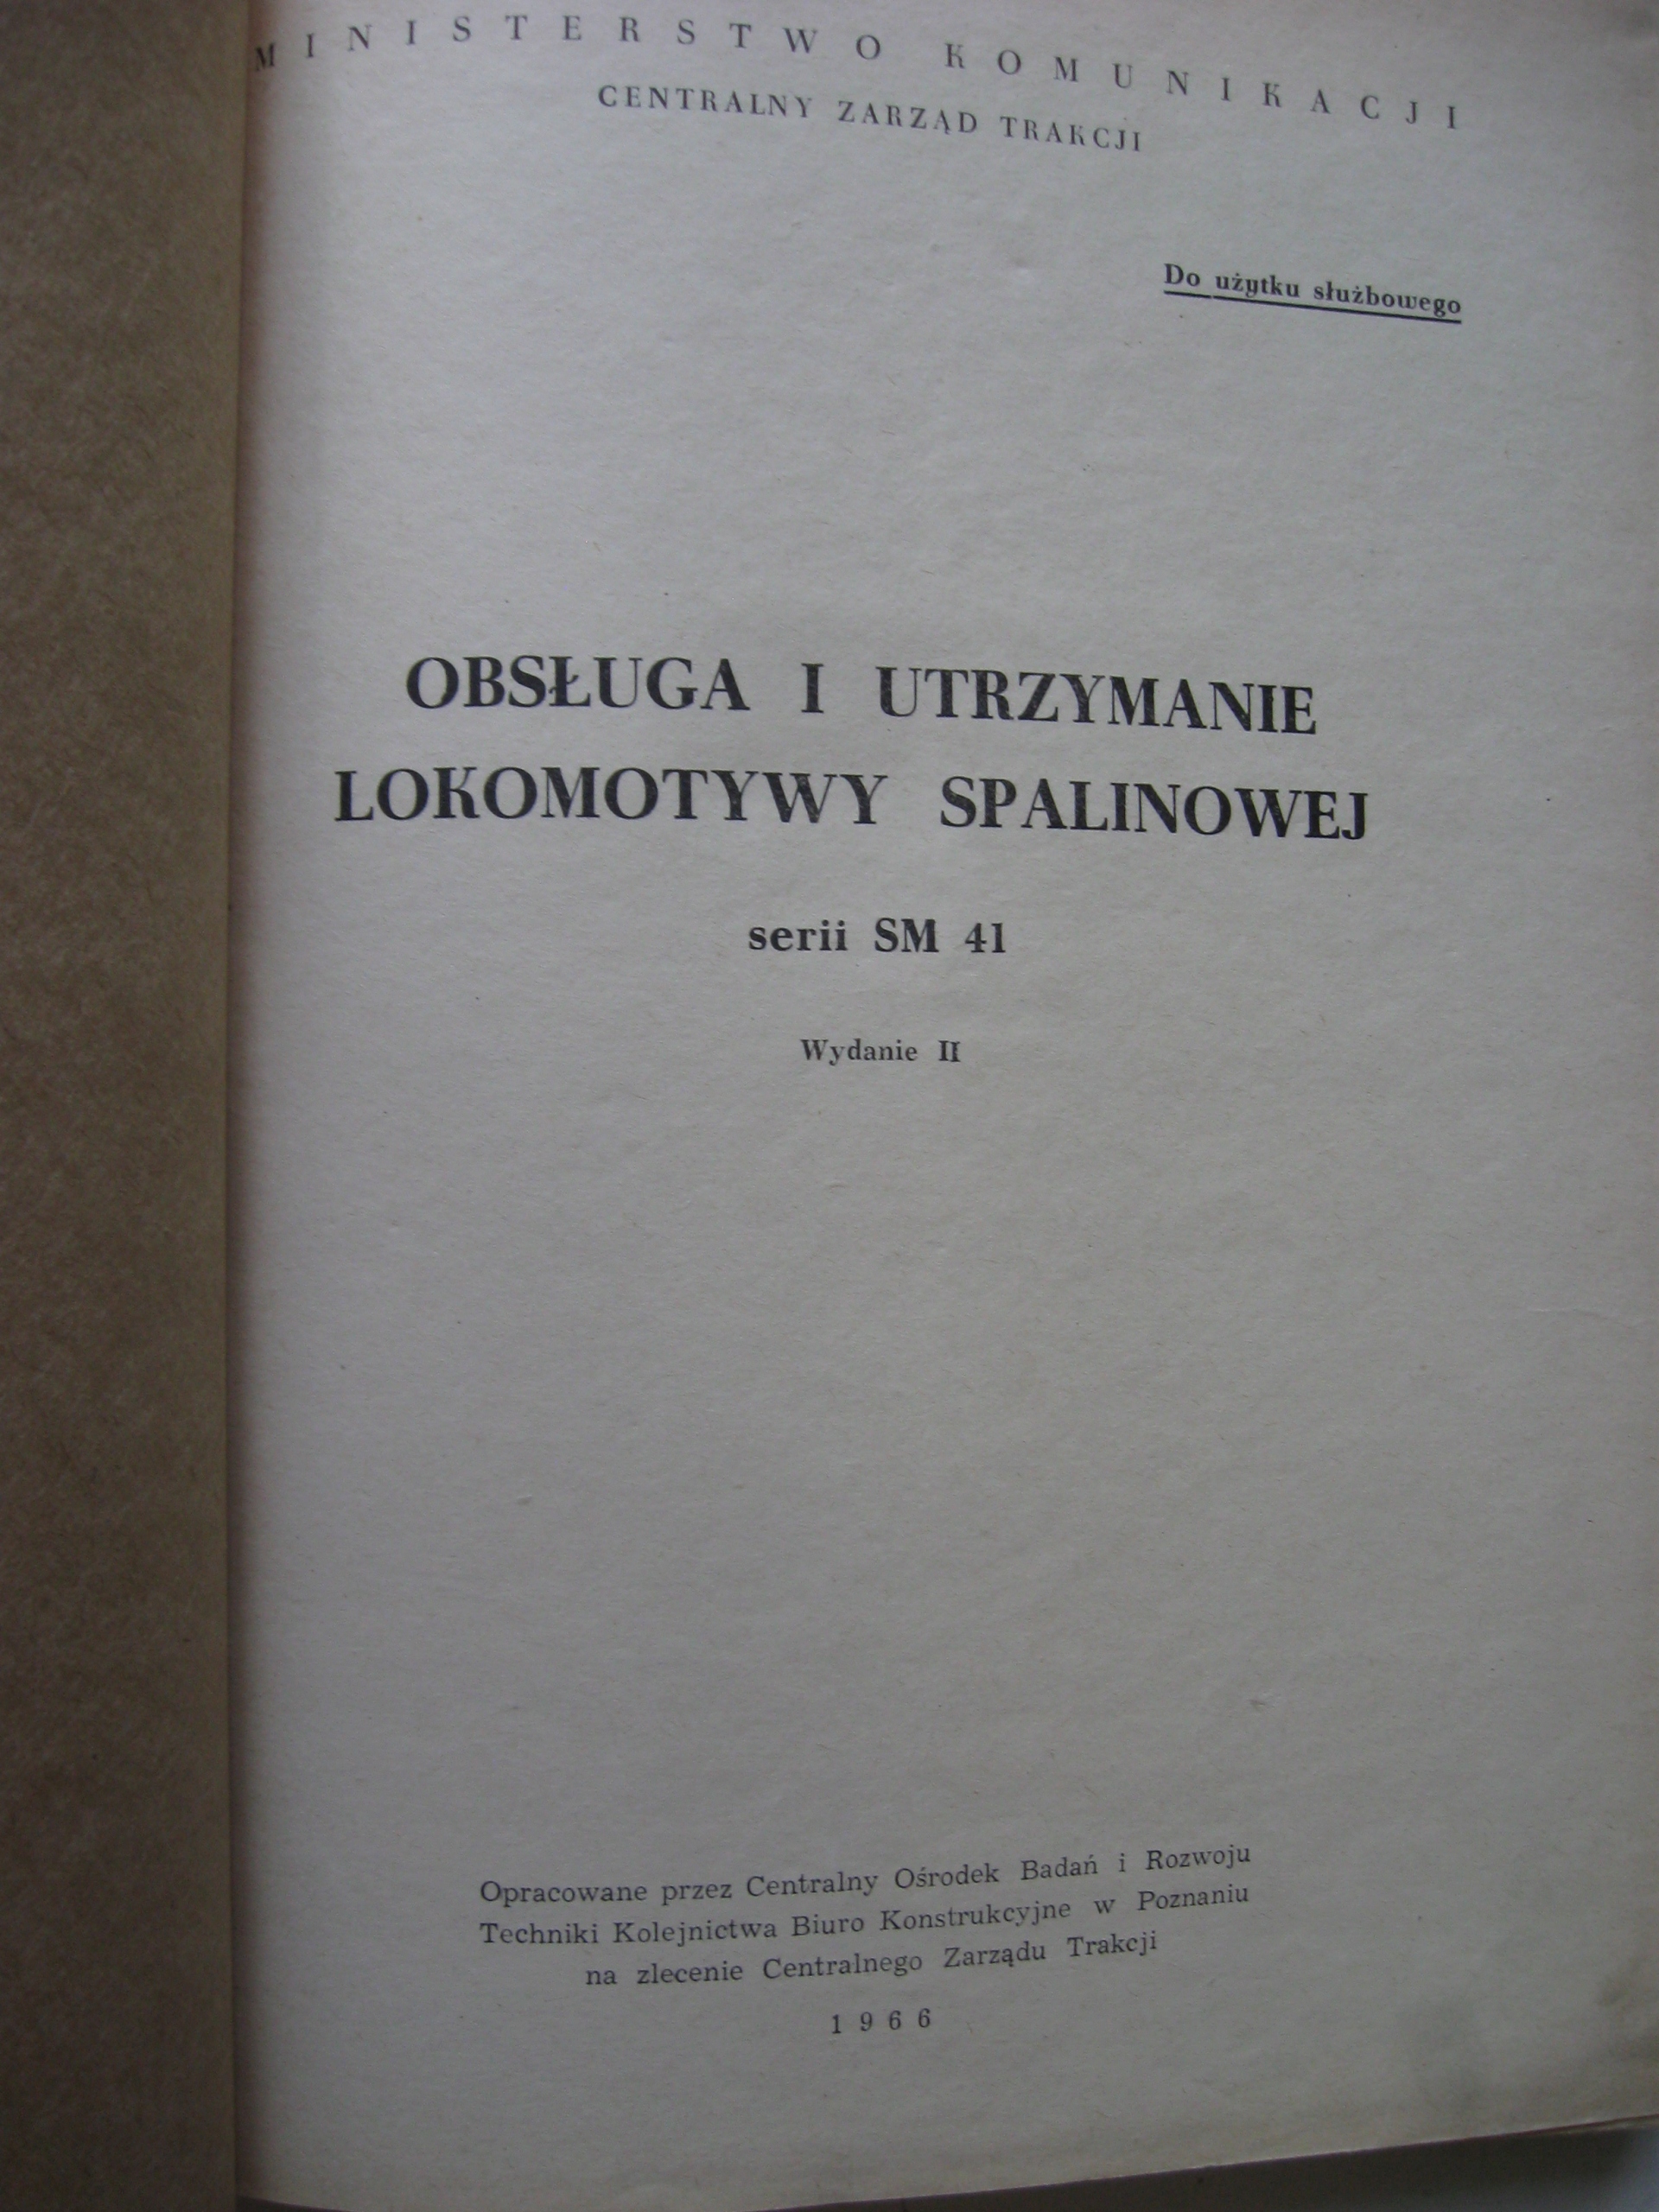 MINISTERSTWO KOMUNIKACJI
CENTRALNY ZARZĄD TRAKCJI
Do użytku służbowego
OBSŁUGA I UTRZYMANIE
LOKOMOTYWY SPALINOWEJ
serii SM 41
Wydanie II
Opracowane przez Centralny Ośrodek Badań i Rozwoju
Techniki Kolejnictwa Biuro Konstrukcyjne w Poznaniu
na zlecenie Centralnego Zarządu Trakcji
1966